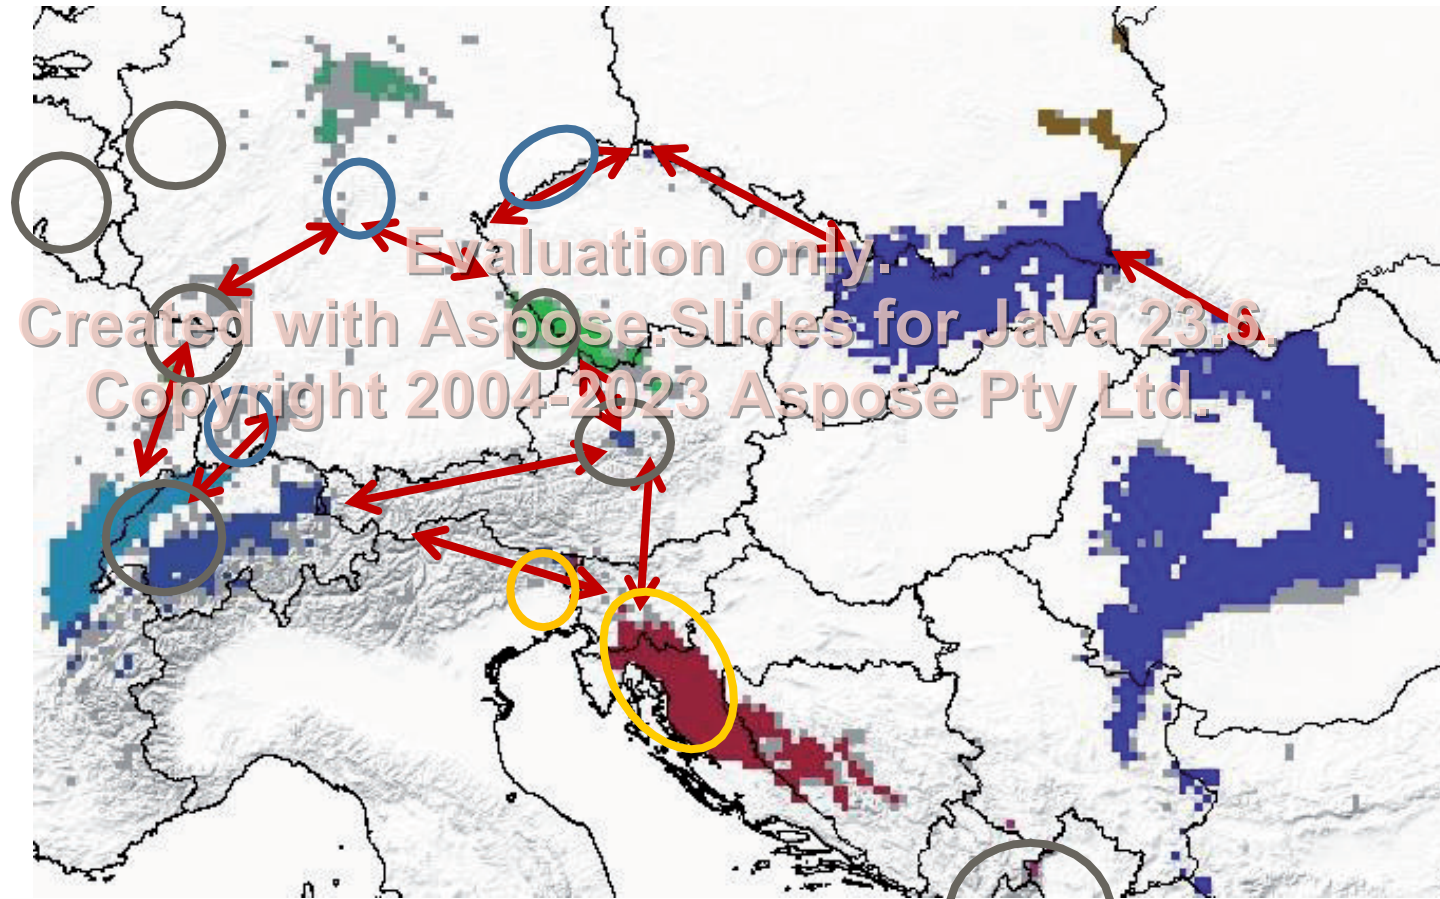 Evaluation only.
Created with Aspose.Slides for Java 23.6.
Copyright 2004-2023 Aspose Pty Ltd.